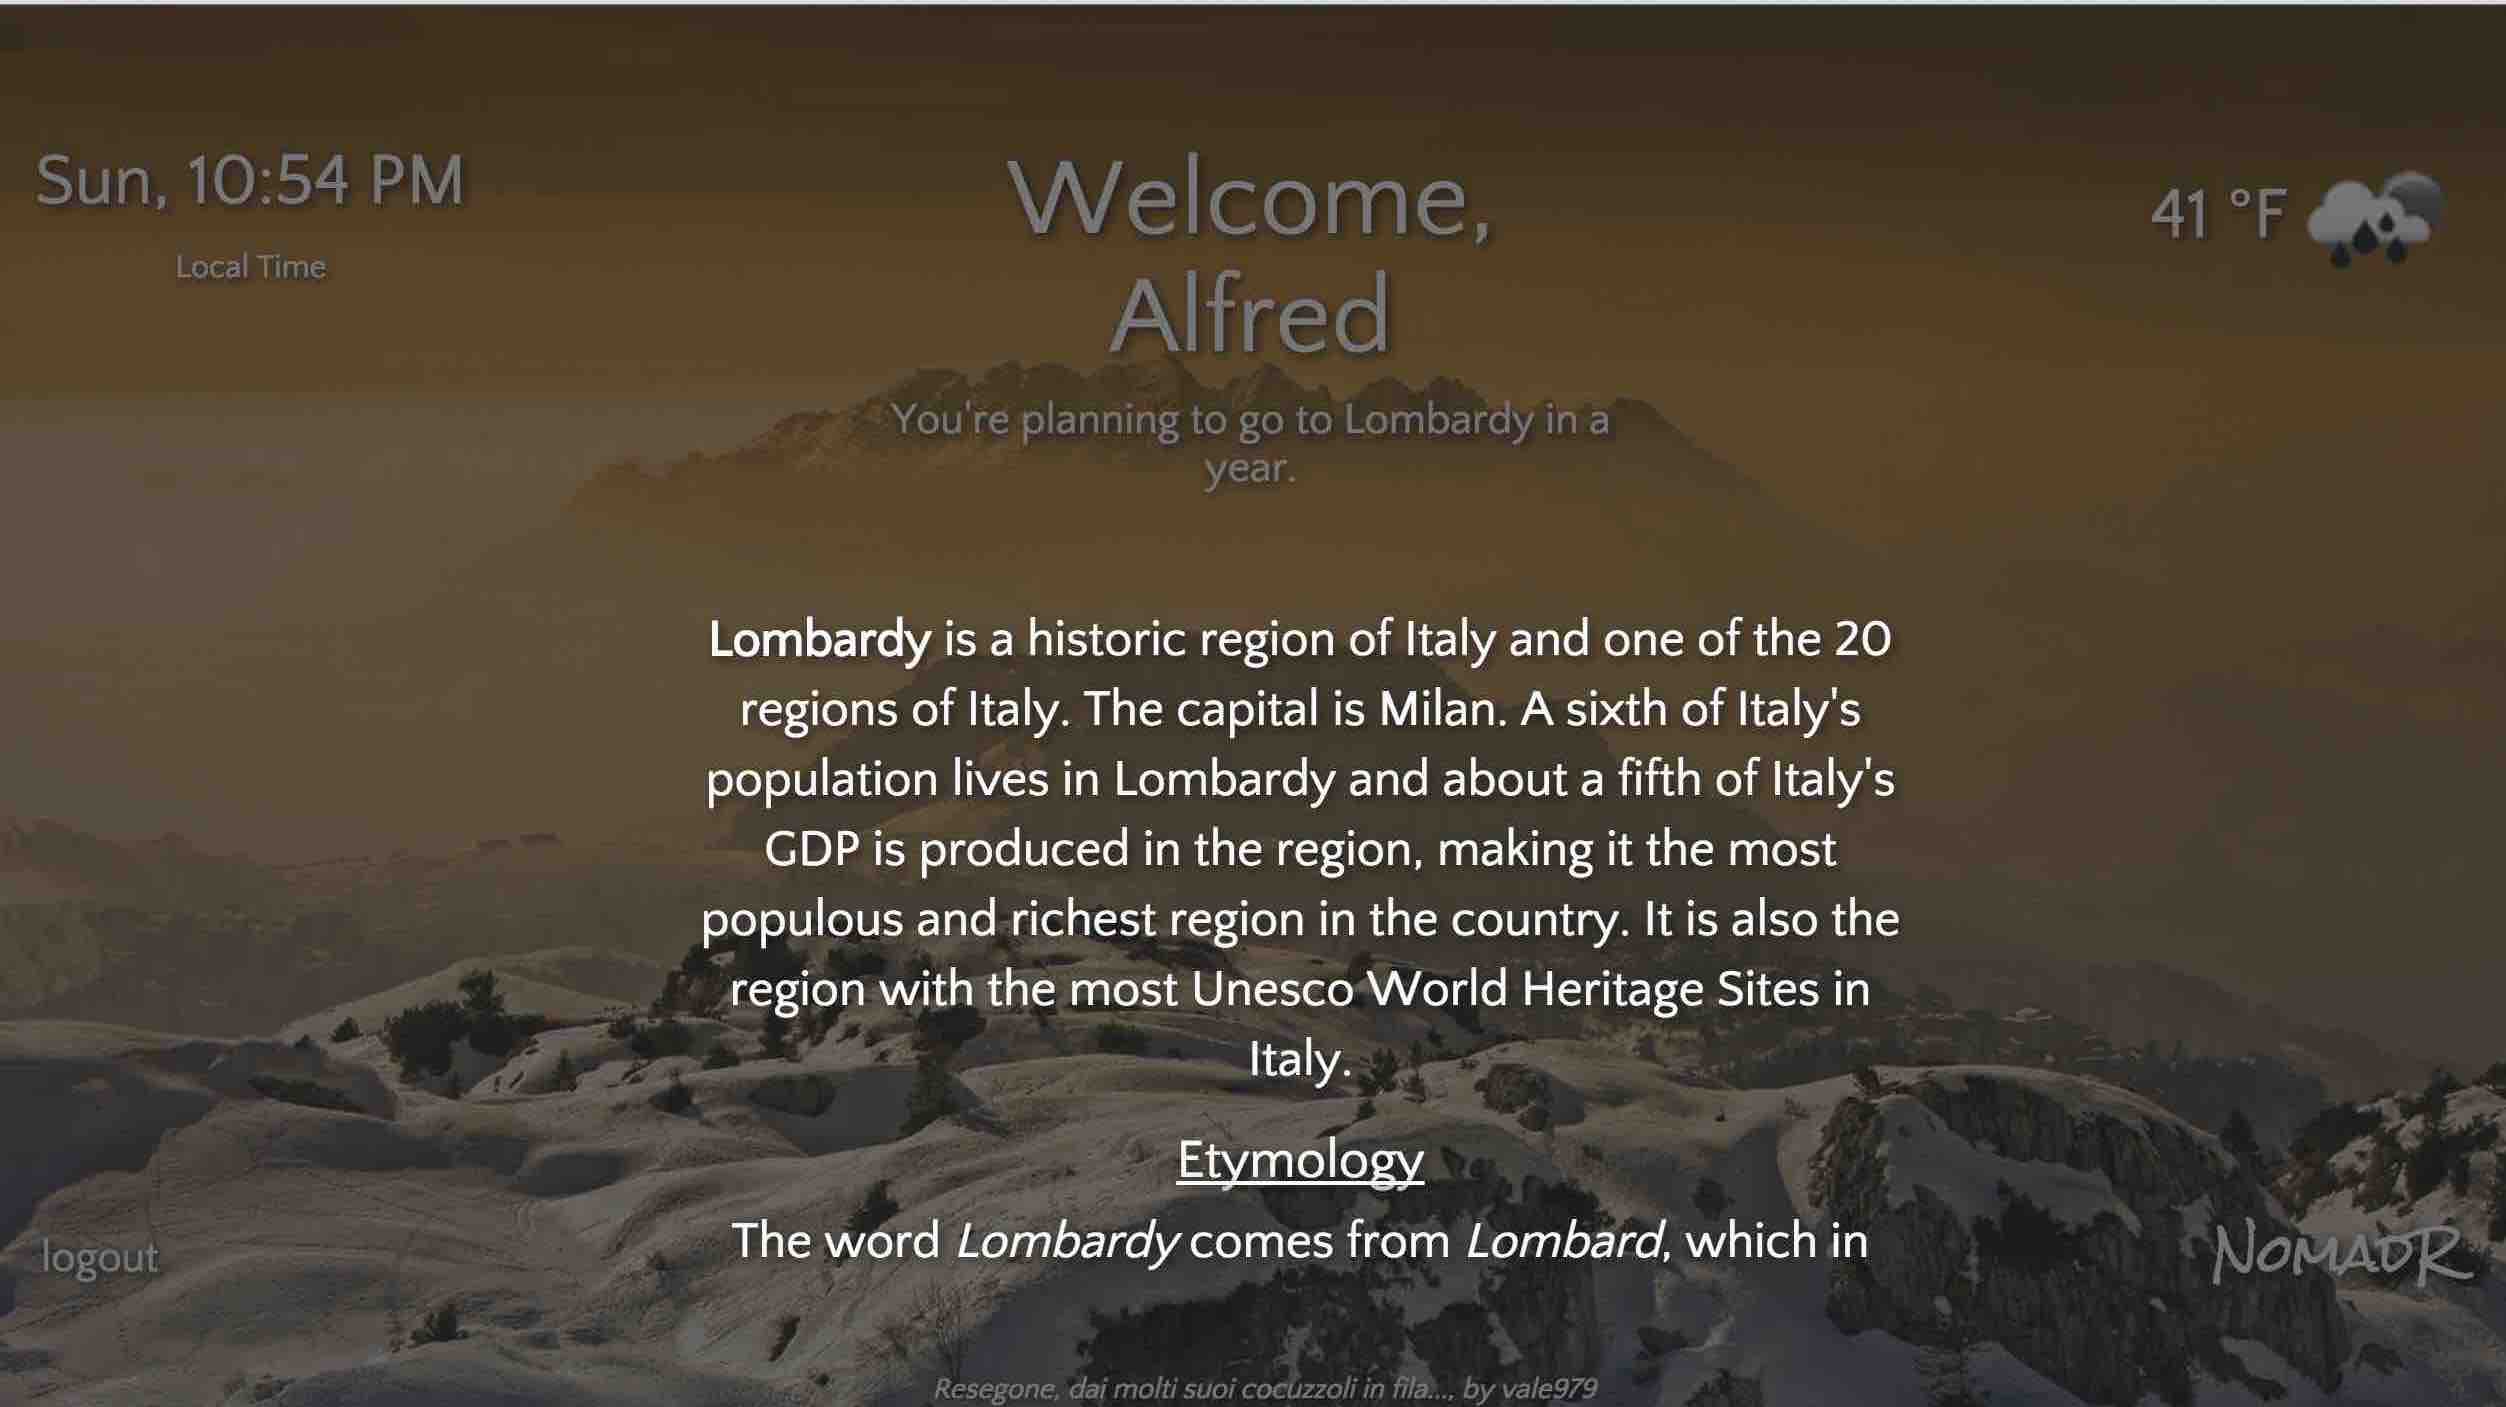 Sun, 10:54 PM
Local Time
Welcome,
Alfred
41 °F
You're planning to go to Lombardy in a
year.
Lombardy is a historic region of Italy and one of the 20
regions of Italy. The capital is Milan. A sixth of Italy's
population lives in Lombardy and about a fifth of Italy's
GDP is produced in the region, making it the most
populous and richest region in the country. It is also the
region with the most Unesco World Heritage Sites in
Italy.
Etymology
The word Lombardy comes from Lombard, which in
logout
NOMADR
Resegone, dai molti suoi cocuzzoli in fila..., by vale979